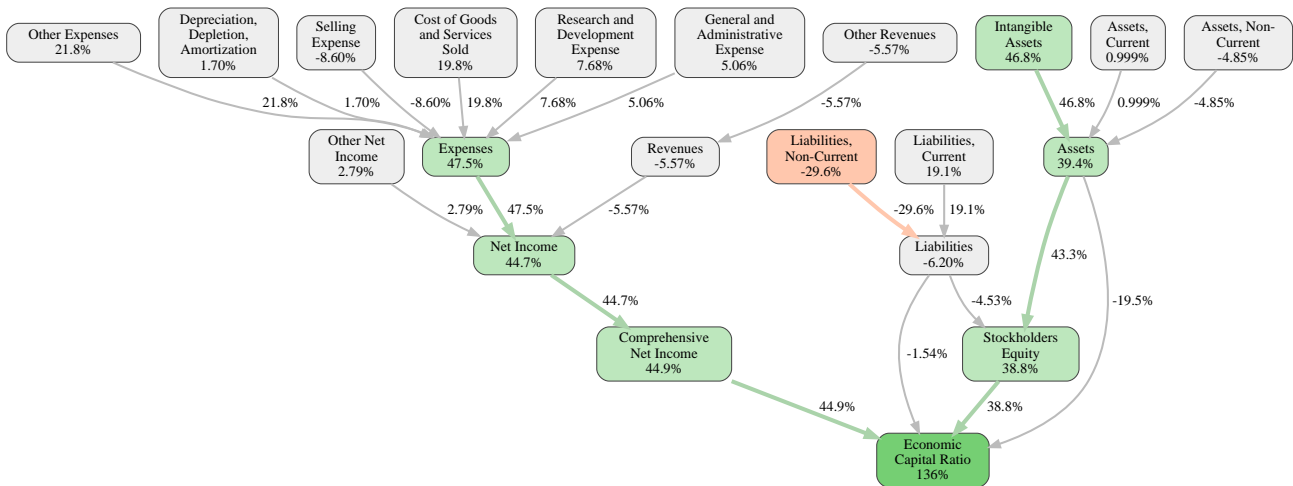 Other Expenses
21.8%
Depreciation,
Depletion,
Amortization
1.70%
Selling
Expense
-8.60%
Cost of Goods
and Services
Sold
19.8%
Research and
Development
Expense
7.68%
General and
Administrative
Expense
5.06%
Other Revenues
-5.57%
Intangible
Assets
46.8%
Assets,
Current
0.999%
Assets, Non-
Current
-4.85%
21.8%
1.70%
-8.60%
19.8%
7.68%
5.06%
-5.57%
46.8%
0.999%
-4.85%
Other Net
Income
2.79%
Expenses
47.5%
Revenues
-5.57%
Liabilities,
Non-Current
-29.6%
Liabilities,
Current
19.1%
Assets
39.4%
2.79%
47.5%
-5.57%
-29.6%
19.1%
Net Income
44.7%
Liabilities
-6.20%
43.3%
44.7%
-4.53%
-19.5%
Comprehensive
Net Income
44.9%
-1.54%
Stockholders
Equity
38.8%
44.9%
38.8%
Economic
Capital Ratio
136%